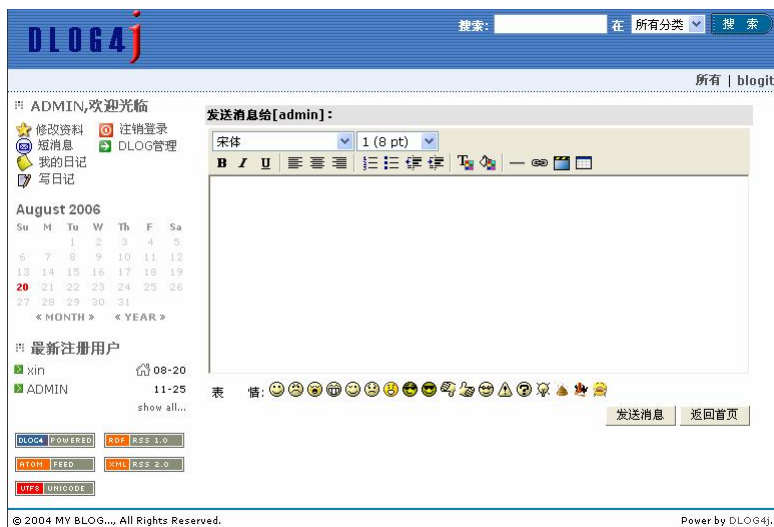 DLOG4j
搜索: 在 所有分类 搜 索
所有 | blogit
ADMIN,欢迎光临
修改资料 注销登录
短消息 DLOG管理
我的日记
写日记
August 2006
Su M Tu W Th F Sa
1 2 3 4 5
6 7 8 9 10 11 12
13 14 15 16 17 18 19
20 21 22 23 24 25 26
27 28 29 30 31
« MONTH » « YEAR »
最新注册用户
xin 08-20
ADMIN 11-25
show all...
DLOG4 POWERED RDF RSS 1.0
ATOM FEED XML RSS 2.0
UTF8 UNICODE
发送消息给[admin]:
宋体 1 (8 pt)
B I U
表 情:
发送消息 返回首页
© 2004 MY BLOG..., All Rights Reserved. Power by DLOG4j.